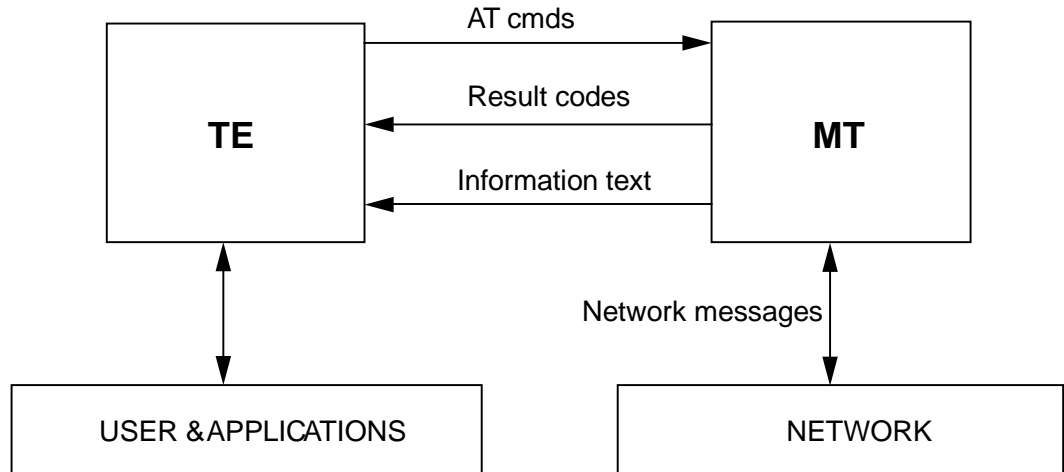 AT cmds
Result codes
TE
MT
Information text
Network messages
USER & APPLICATIONS
NETWORK